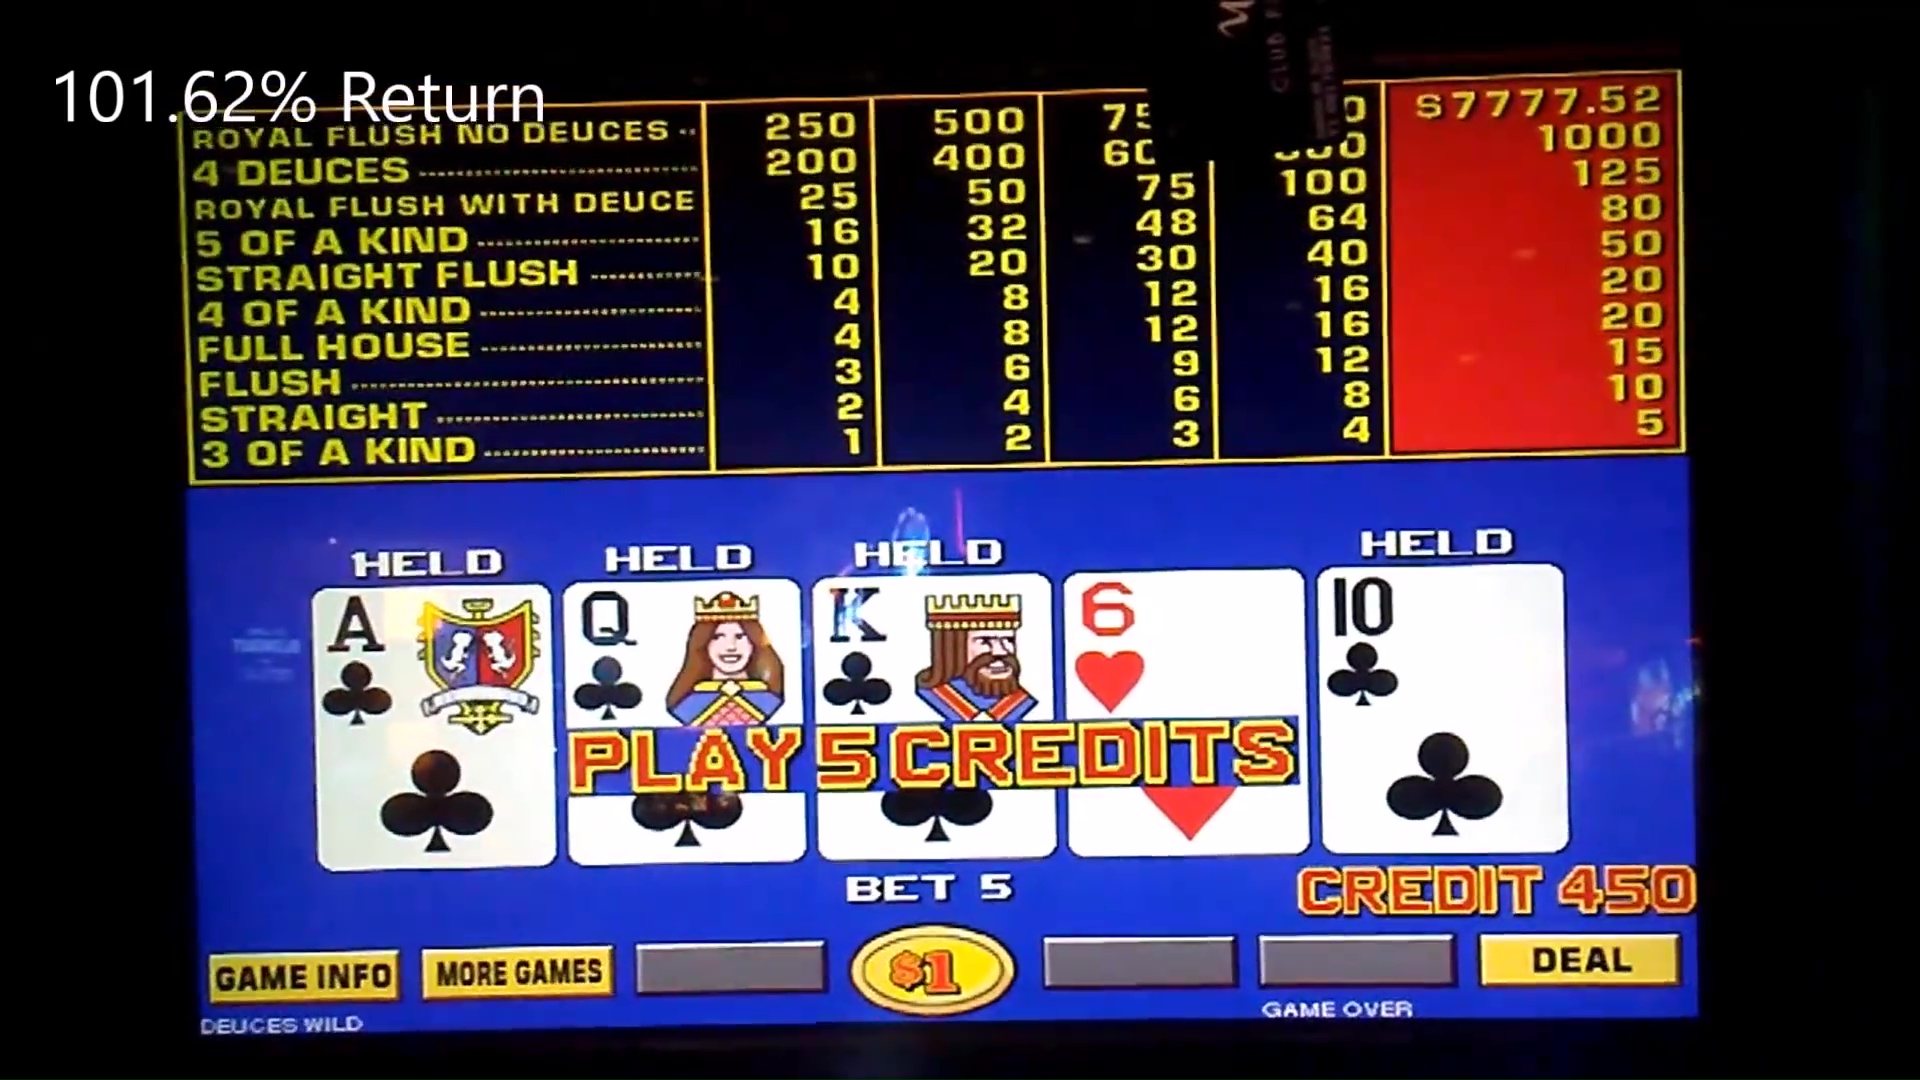 101.62% Return
ROYAL FLUSH NO DEUCES 250 500 $7777.52
4 DEUCES 200 400 1000
ROYAL FLUSH WITH DEUCE 25 50 75 100 125
5 OF A KIND 16 32 48 64 80
STRAIGHT FLUSH 10 20 30 40 50
4 OF A KIND 4 8 12 16 20
FULL HOUSE 4 8 12 16 20
FLUSH 3 6 9 12 15
STRAIGHT 2 4 6 8 10
3 OF A KIND 1 2 3 4 5
HELD HELD HELD HELD
A Q K 6 10
PLAY 5 CREDITS
BET 5 CREDIT 450
GAME INFO MORE GAMES $1 DEAL
DEUCES WILD GAME OVER
CLUB